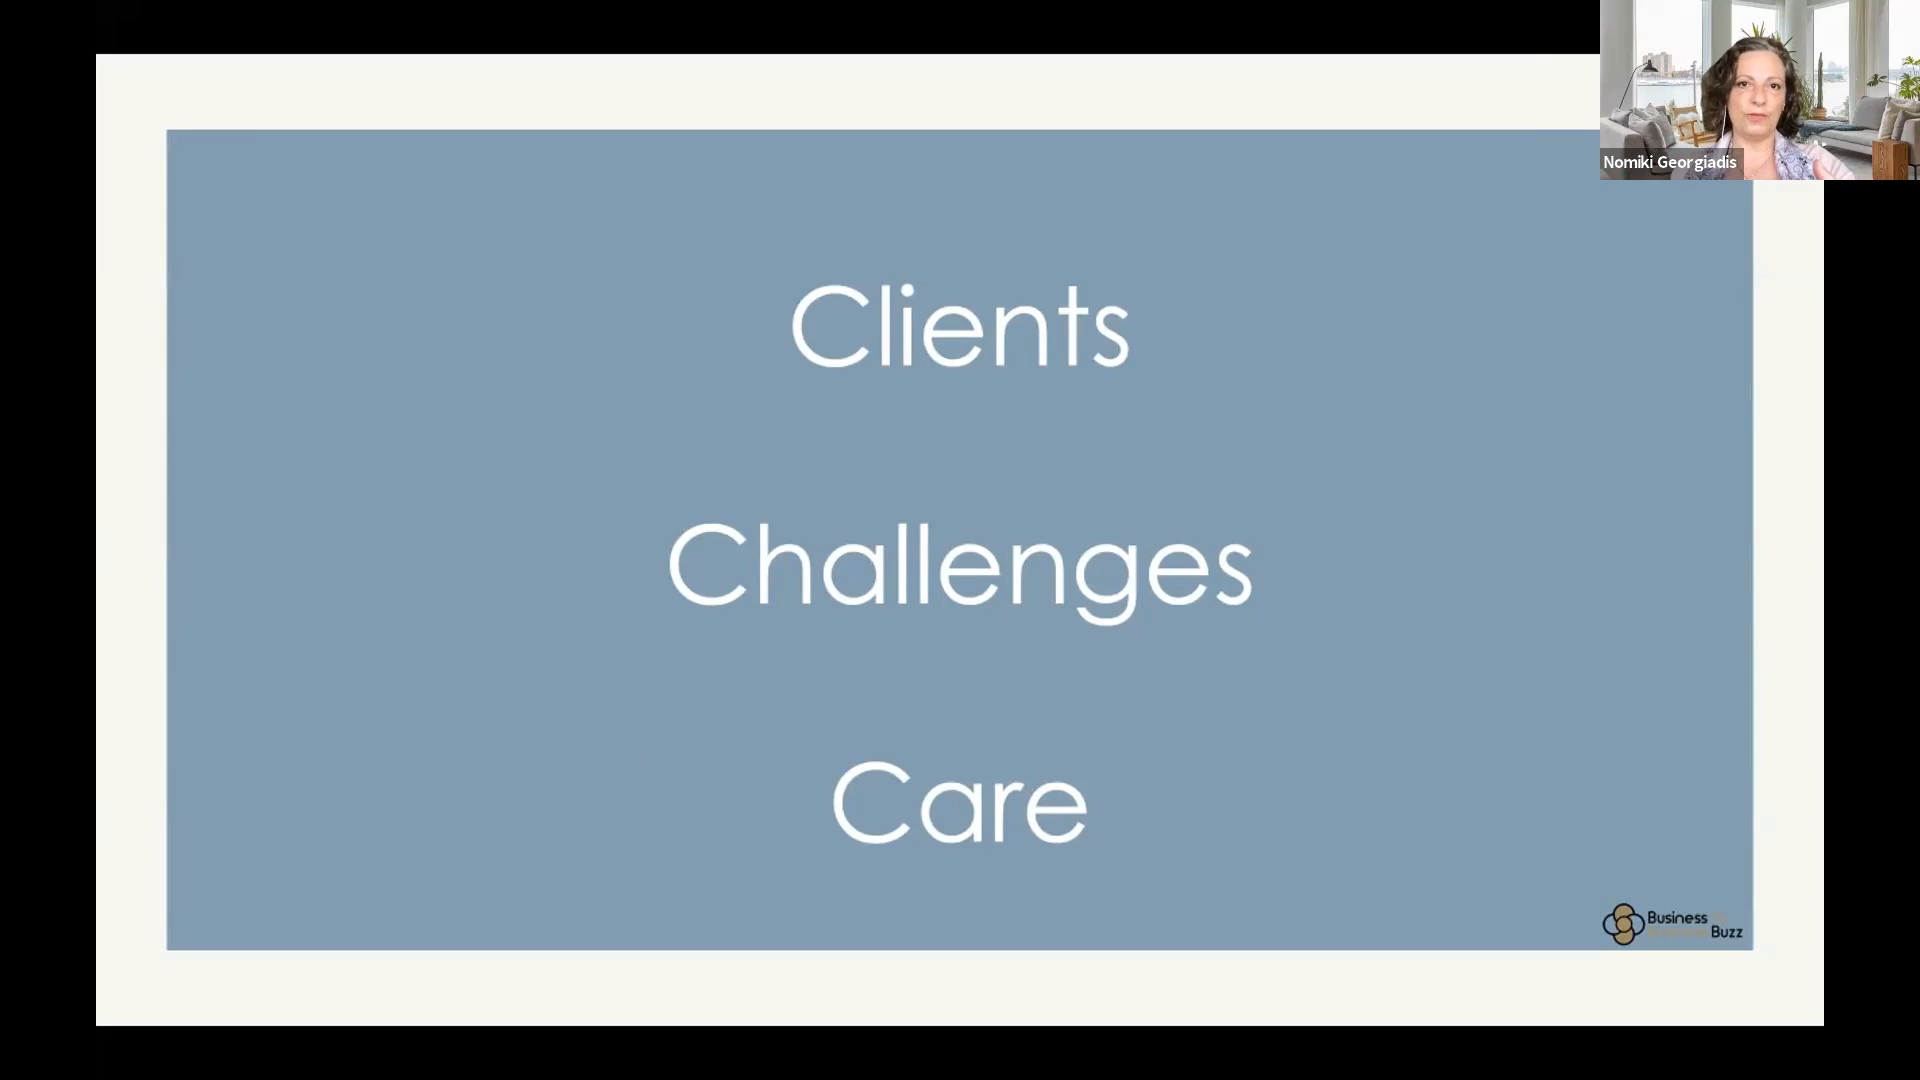 Nomiki Georgiadis
Clients
Challenges
Care
Business
Buzz